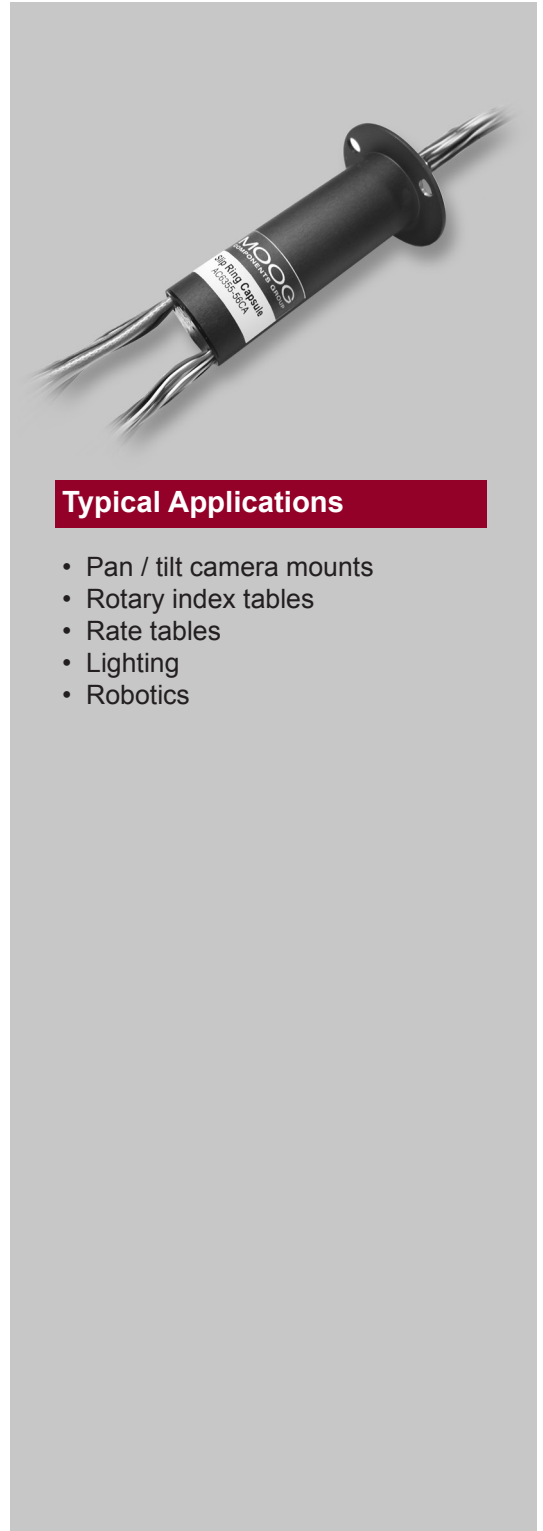 MOOG
COMPONENTS GROUP
Slip Ring Capsule
AC6355-56CA
Typical Applications
• Pan / tilt camera mounts
• Rotary index tables
• Rate tables
• Lighting
• Robotics